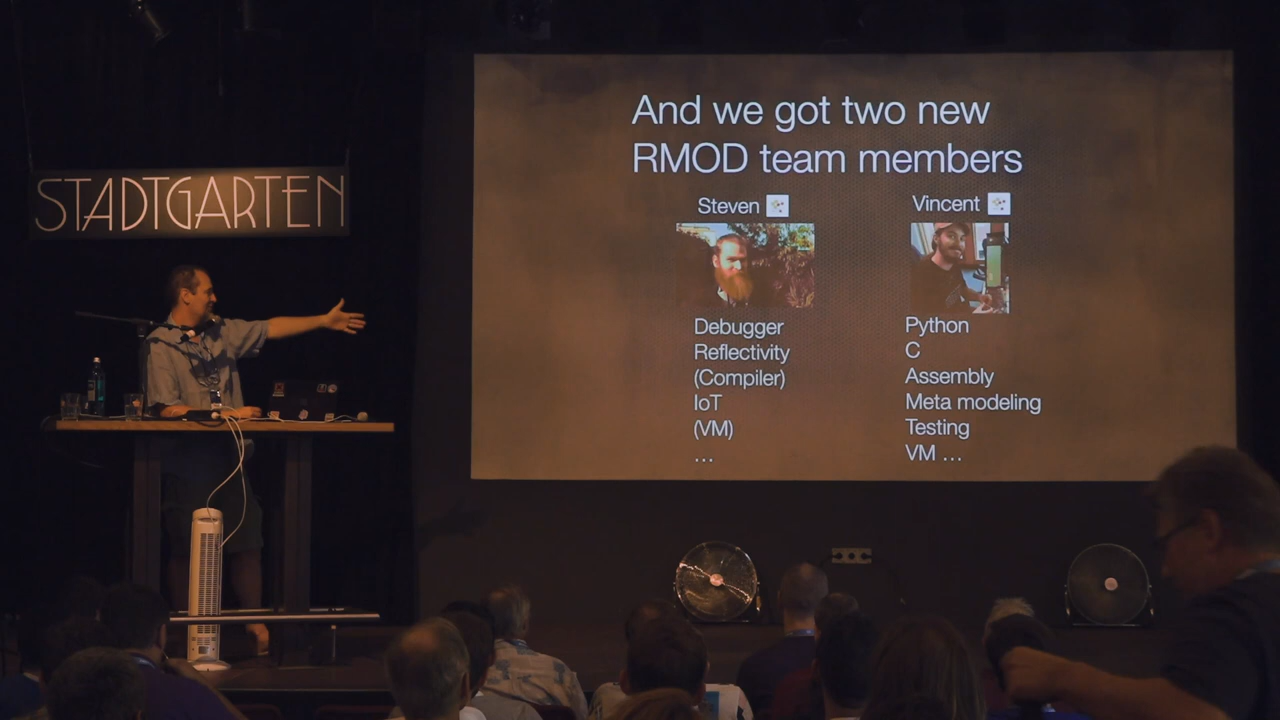 STADTGARTEN
And we got two new
RMOD team members
Steven
Vincent
Debugger
Reflectivity
(Compiler)
IoT
(VM)
...
Python
C
Assembly
Meta modeling
Testing
VM ...